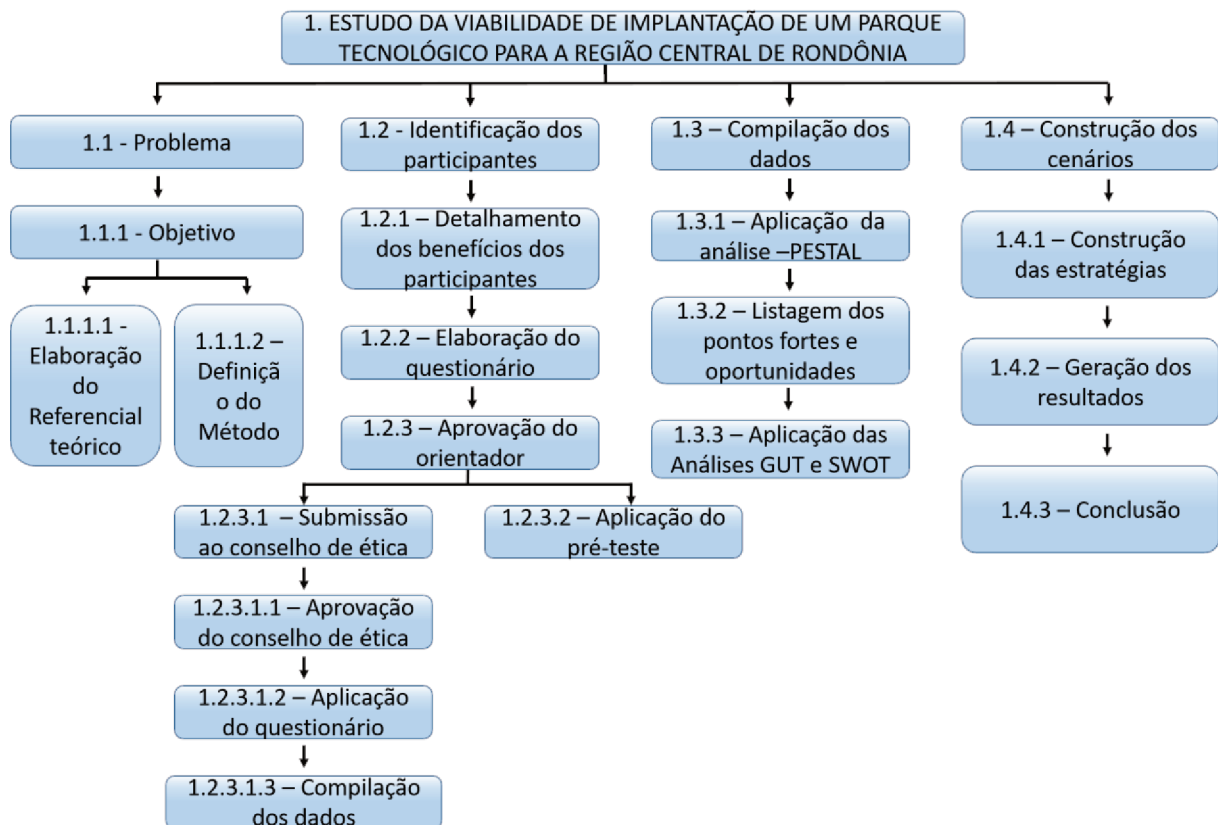 1. ESTUDO DA VIABILIDADE DE IMPLANTAÇÃO DE UM PARQUE
TECNOLÓGICO PARA A REGIÃO CENTRAL DE RONDÔNIA
1.1 - Problema
1.1.1 - Objetivo
1.1.1.1 -
Elaboração
do
Referencial
teórico
1.1.1.2 –
Definiçã
o do
Método
1.2 - Identificação dos
participantes
1.2.1 – Detalhamento
dos benefícios dos
participantes
1.2.2 – Elaboração do
questionário
1.2.3 – Aprovação do
orientador
1.2.3.1 – Submissão
ao conselho de ética
1.2.3.1.1 – Aprovação
do conselho de ética
1.2.3.1.2 – Aplicação
do questionário
1.2.3.1.3 – Compilação
dos dados
1.2.3.2 – Aplicação do
pré-teste
1.3 – Compilação dos
dados
1.3.1 – Aplicação da
análise –PESTAL
1.3.2 – Listagem dos
pontos fortes e
oportunidades
1.3.3 – Aplicação das
Análises GUT e SWOT
1.4 – Construção dos
cenários
1.4.1 – Construção
das estratégias
1.4.2 – Geração dos
resultados
1.4.3 – Conclusão